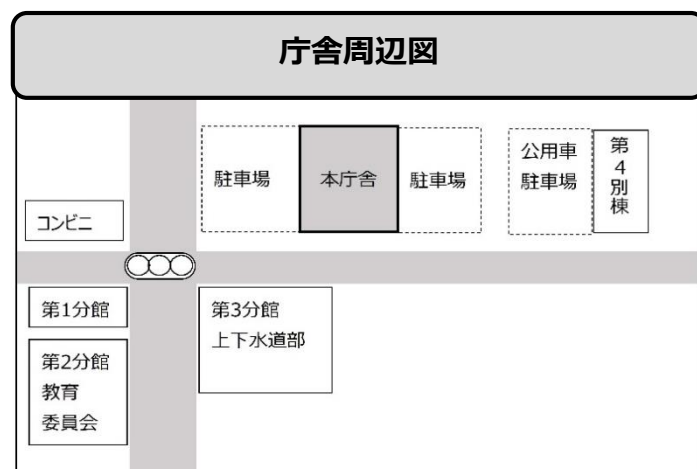 庁舎周辺図
駐車場
本庁舎
駐車場
公用車
駐車場
第4別棟
コンビニ
第1分館
第2分館
教育
委員会
第3分館
上下水道部